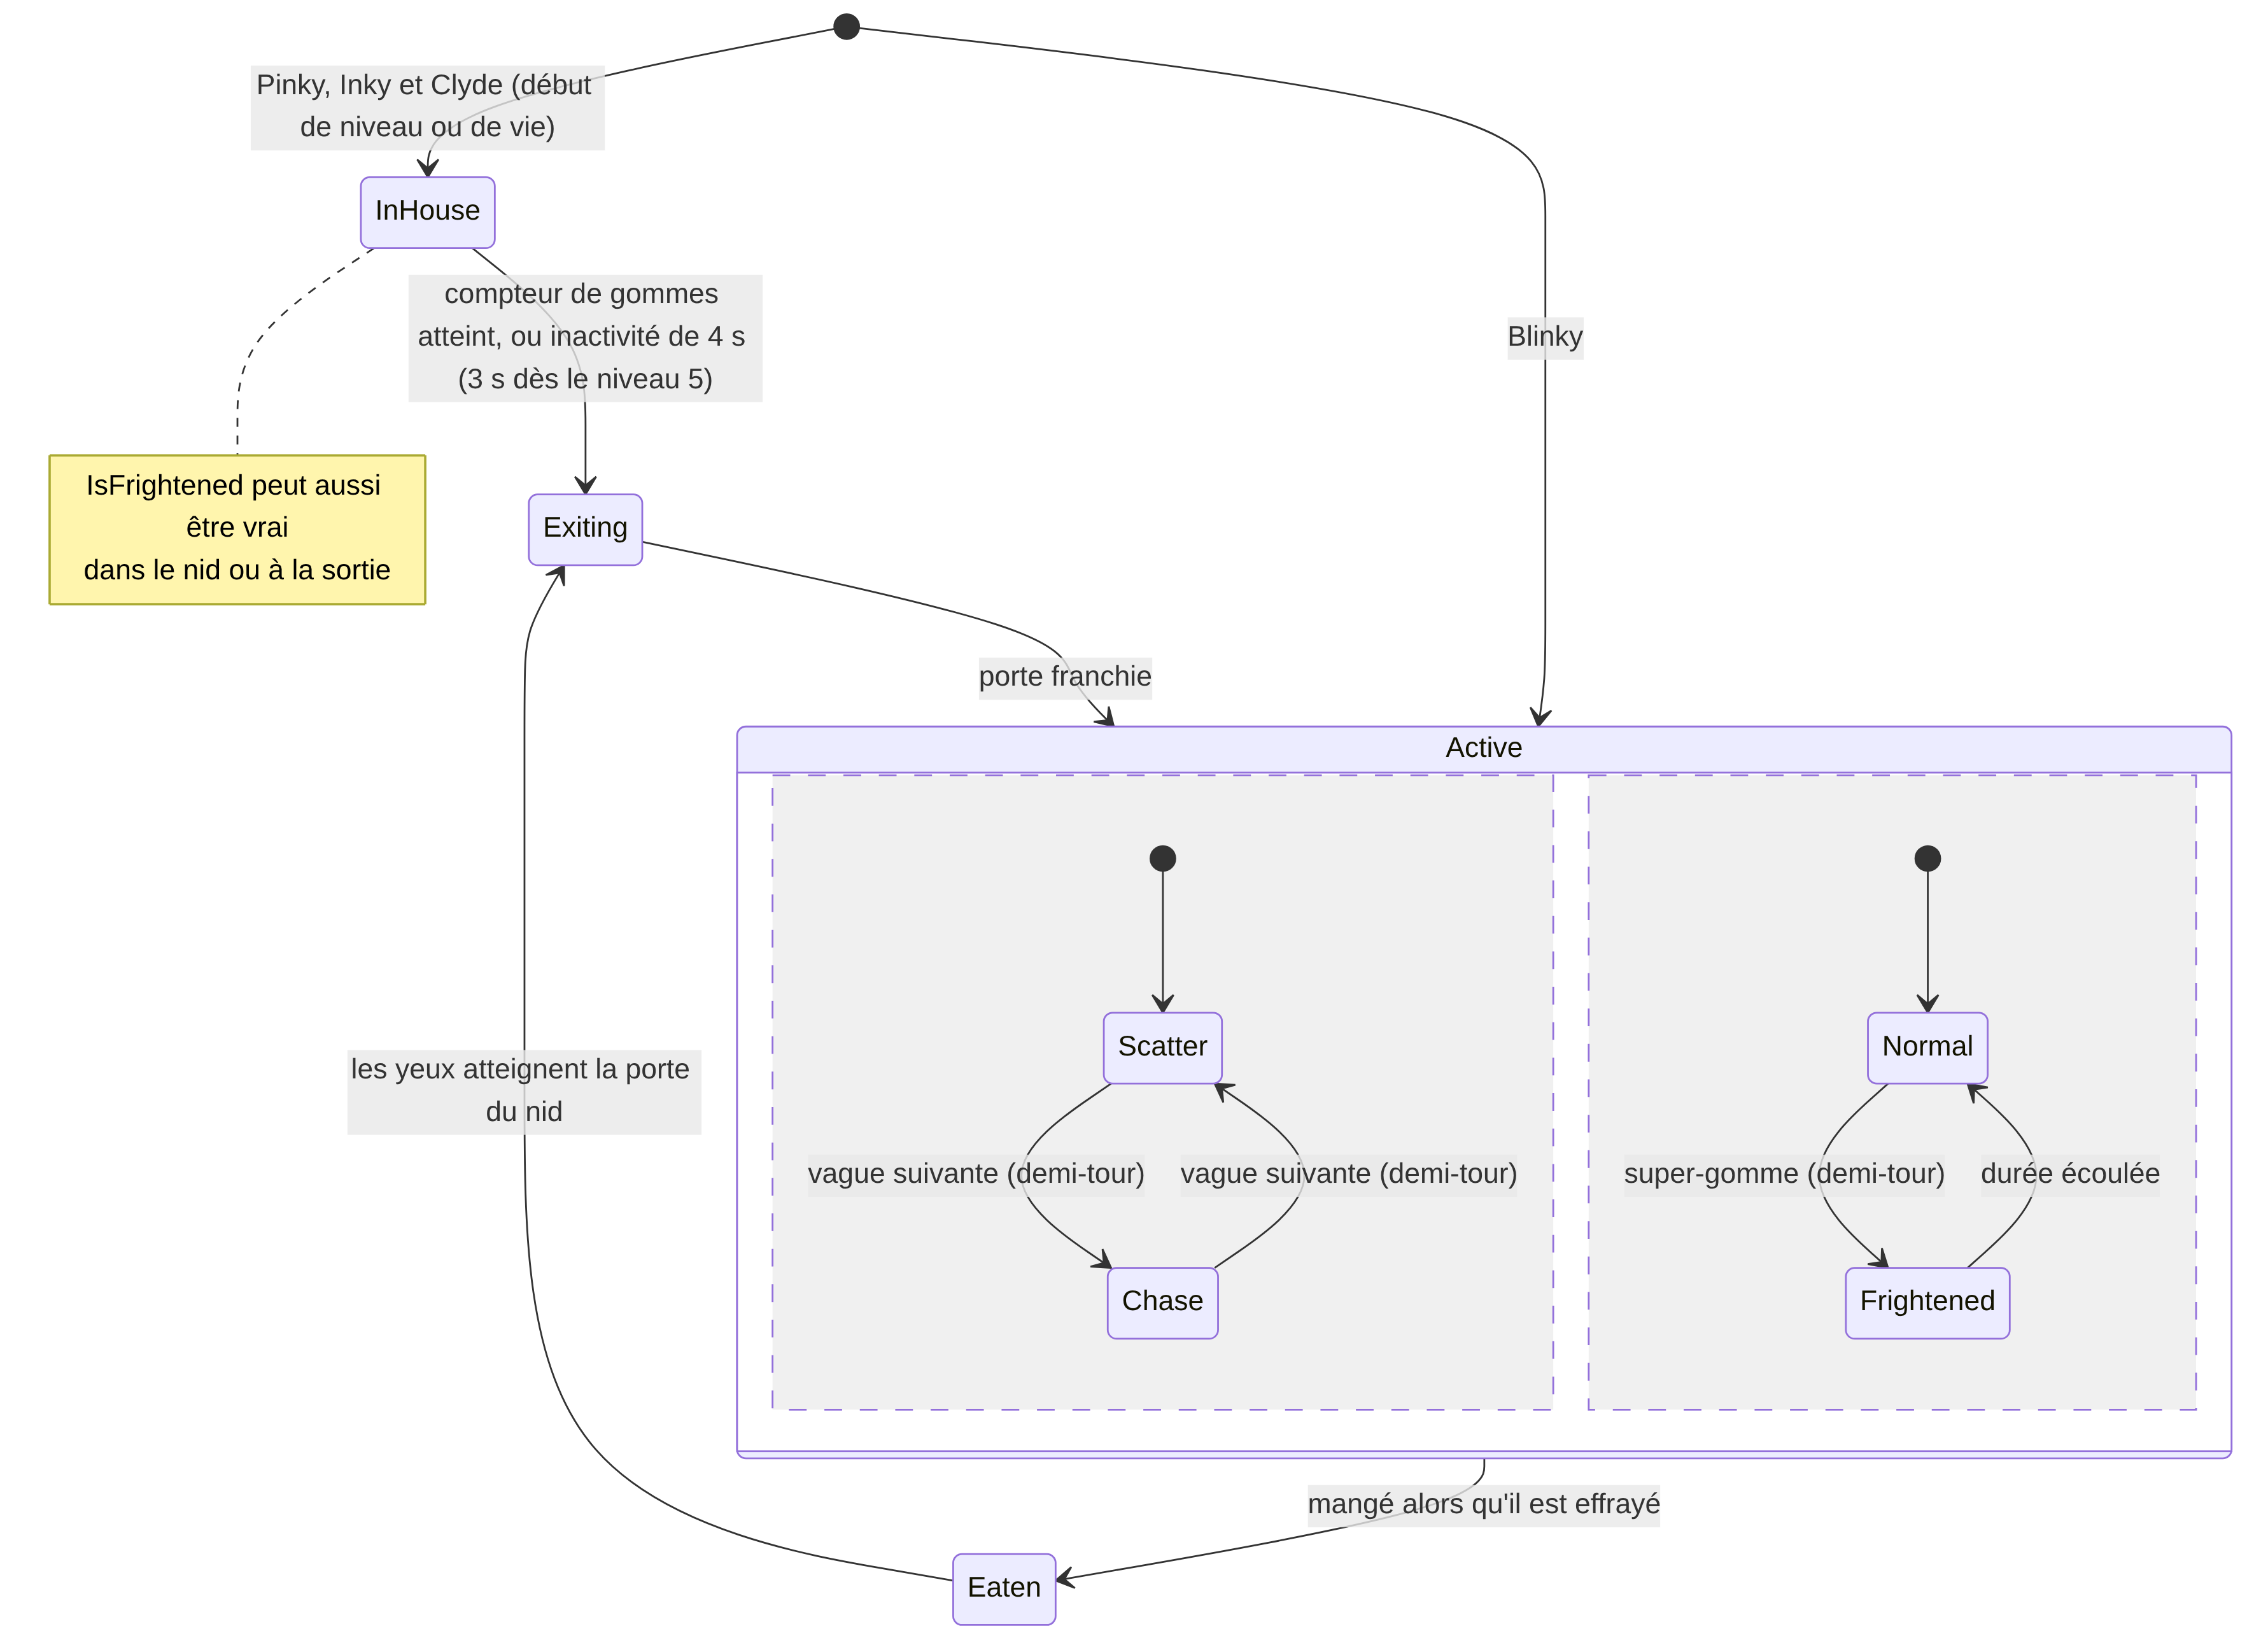 Pinky, Inky et Clyde (début
de niveau ou de vie)
InHouse
compteur de gommes
atteint, ou inactivité de 4 s
(3 s dès le niveau 5)
Blinky
IsFrightened peut aussi
être vrai
dans le nid ou à la sortie
Exiting
porte franchie
Active
Scatter
Normal
les yeux atteignent la porte
du nid
vague suivante (demi-tour)
vague suivante (demi-tour)
super-gomme (demi-tour)
durée écoulée
Chase
Frightened
mangé alors qu'il est effrayé
Eaten